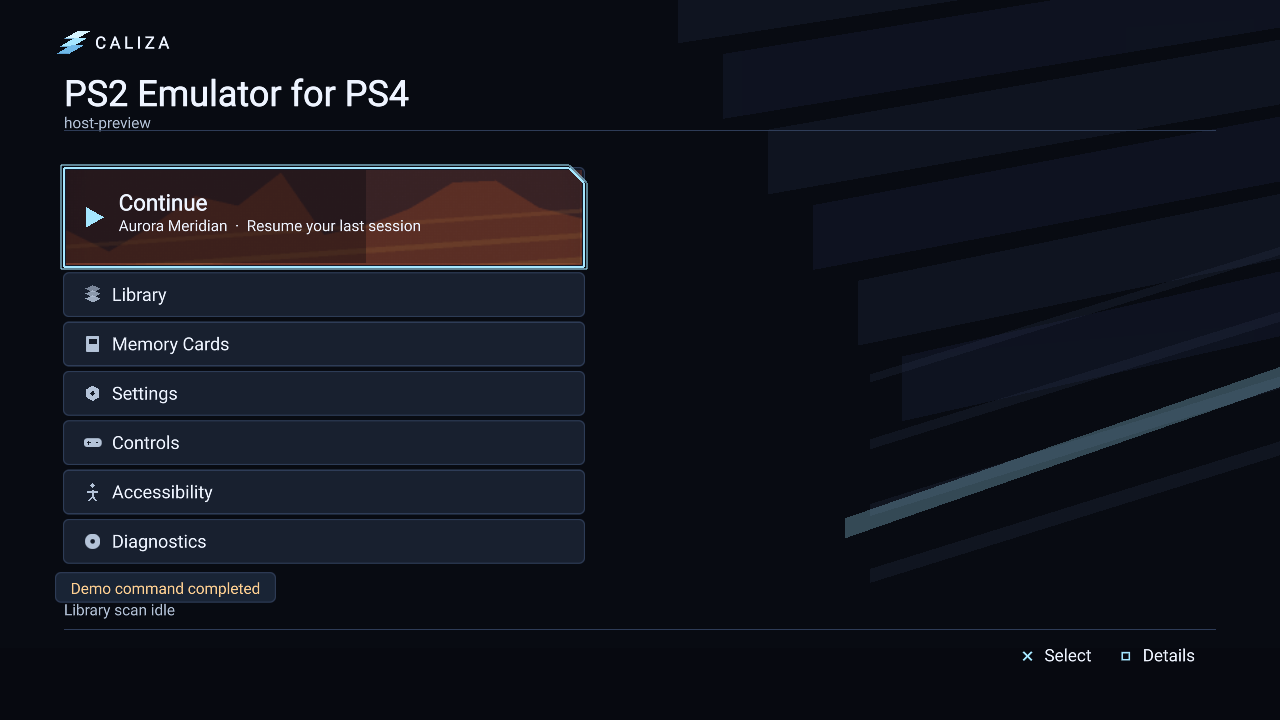 CALIZA
PS2 Emulator for PS4
host-preview
Continue
Aurora Meridian · Resume your last session
Library
Memory Cards
Settings
Controls
Accessibility
Diagnostics
Demo command completed
Library scan idle
Select
Details